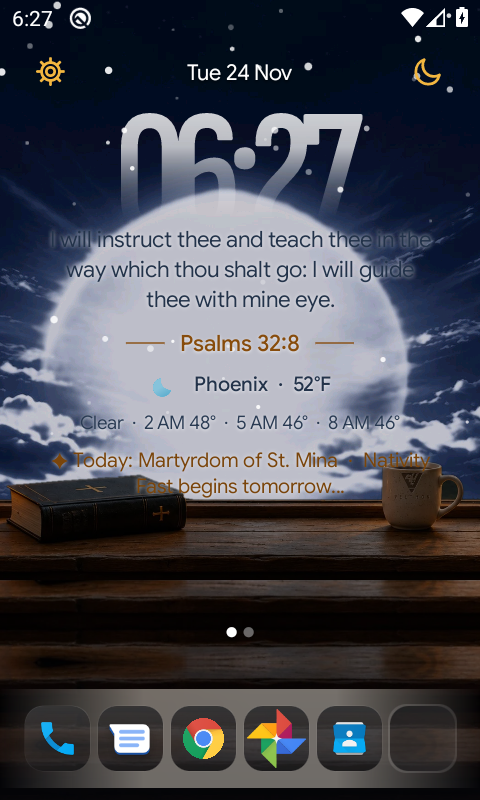 6:27
Tue 24 Nov
06:27
I will instruct thee and teach thee in the
way which thou shalt go: I will guide
thee with mine eye.
Psalms 32:8
Phoenix · 52°F
Clear · 2 AM 48° · 5 AM 46° · 8 AM 46°
◆ Today: Martyrdom of St. Mina · Nativity
Fast begins tomorrow...